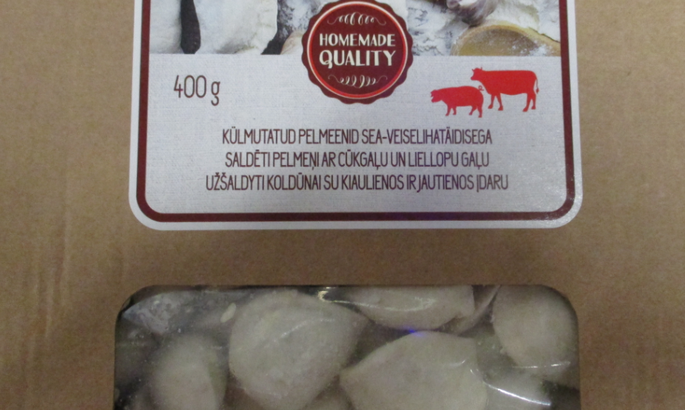 HOMEMADE
QUALITY
400 g
KÜLMUTATUD PELMEENID SEA-VEISELIHATÄIDISEGA
SALDĒTI PELMEŅI AR CŪKGAĻU UN LIELLOPU GAĻU
UŽŠALDYTI KOLDŪNAI SU KIAULIENOS IR JAUTIENOS ĮDARU